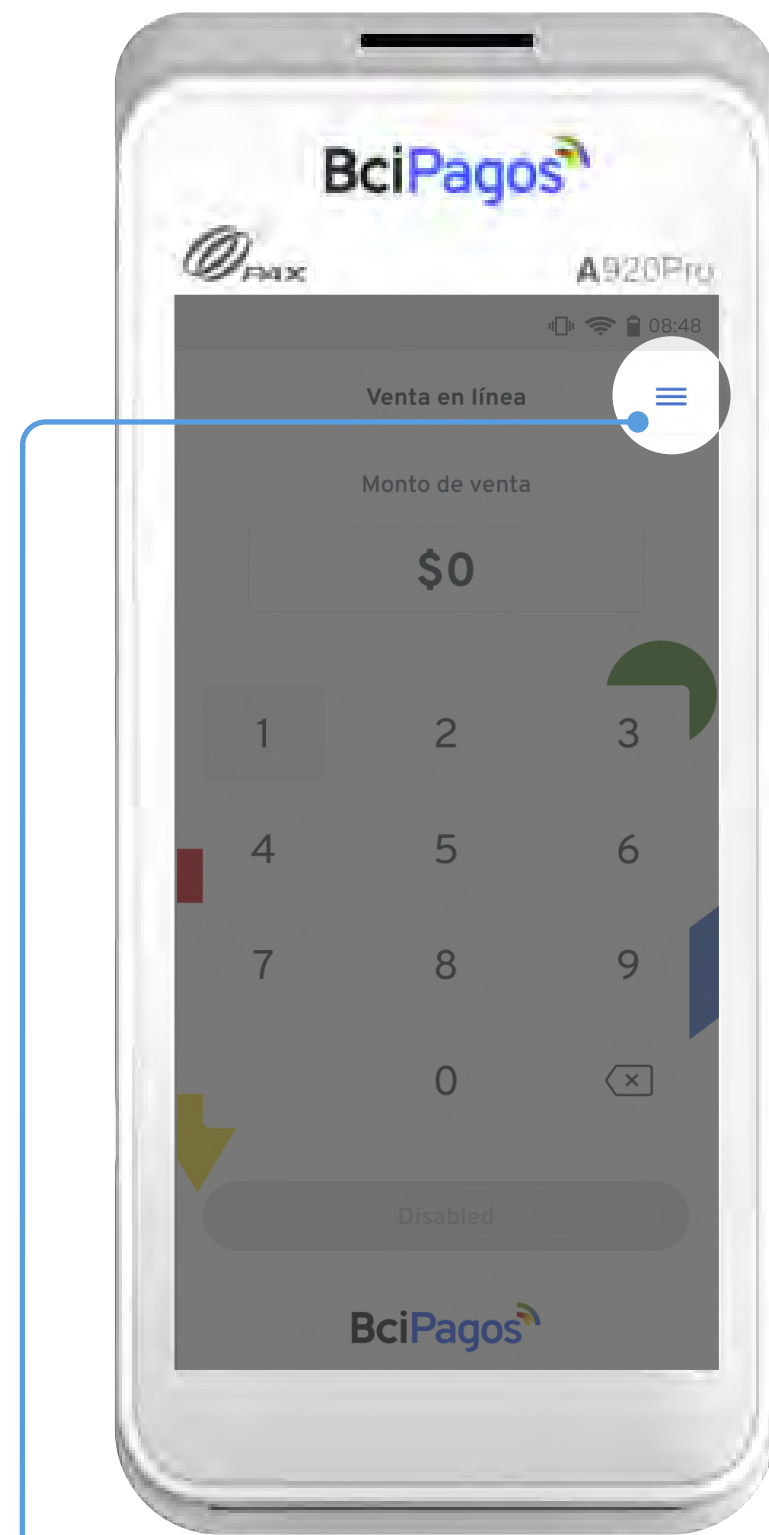 BciPagos
PAX A920Pro
08:48
Venta en línea
Monto de venta
$0
1 2 3
4 5 6
7 8 9
0
Disabled
BciPagos